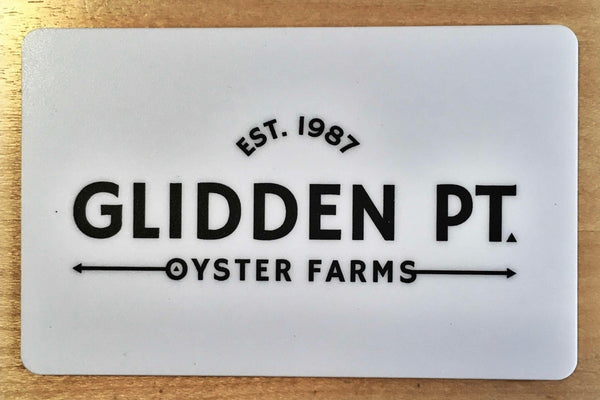 EST. 1987
GLIDDEN PT.
OYSTER FARMS